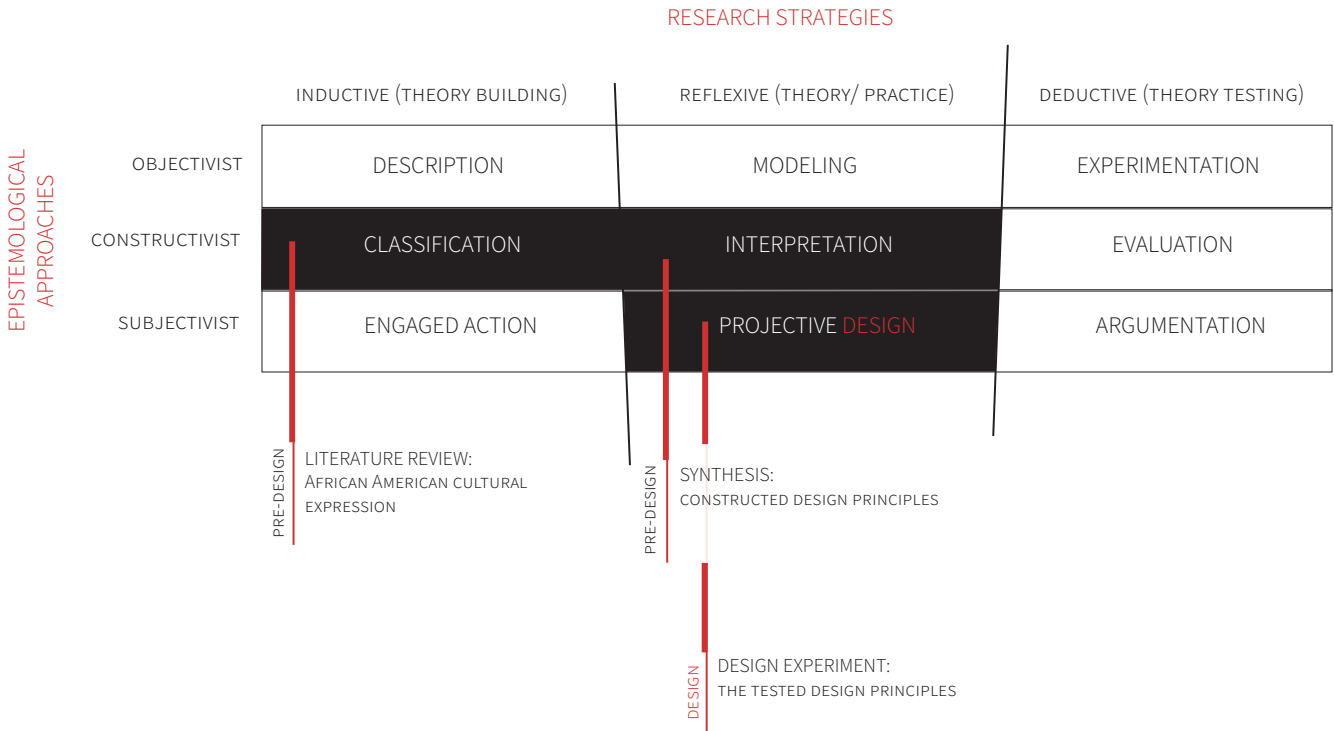 RESEARCH STRATEGIES
INDUCTIVE (THEORY BUILDING)
REFLEXIVE (THEORY/ PRACTICE)
DEDUCTIVE (THEORY TESTING)
EPISTEMOLOGICAL
APPROACHES
OBJECTIVIST
DESCRIPTION
MODELING
EXPERIMENTATION
CONSTRUCTIVIST
CLASSIFICATION
INTERPRETATION
EVALUATION
SUBJECTIVIST
ENGAGED ACTION
PROJECTIVE DESIGN
ARGUMENTATION
PRE-DESIGN
LITERATURE REVIEW:
AFRICAN AMERICAN CULTURAL
EXPRESSION
PRE-DESIGN
SYNTHESIS:
CONSTRUCTED DESIGN PRINCIPLES
DESIGN
DESIGN EXPERIMENT:
THE TESTED DESIGN PRINCIPLES